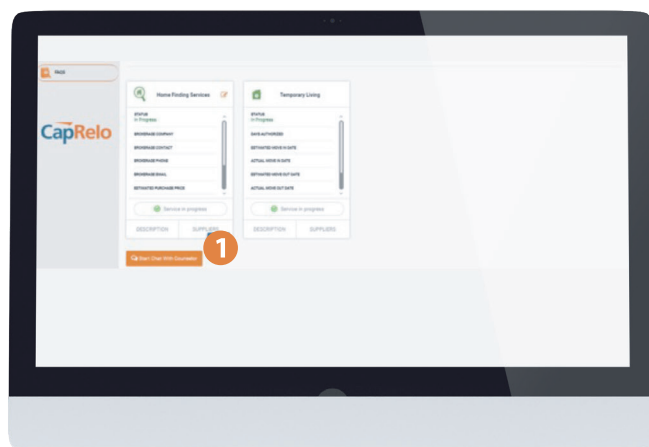 FAQS
CapRelo
Home Finding Services
STATUS
In Progress
BROKERAGE COMPANY
BROKERAGE CONTACT
BROKERAGE PHONE
BROKERAGE EMAIL
ESTIMATED PURCHASE PRICE
Service in progress
DESCRIPTION SUPPLIERS
Temporary Living
STATUS
In Progress
DAYS AUTHORIZED
ESTIMATED MOVE IN DATE
ACTUAL MOVE IN DATE
ESTIMATED MOVE OUT DATE
ACTUAL MOVE OUT DATE
Service in progress
DESCRIPTION SUPPLIERS
1
Start Chat With Counselor